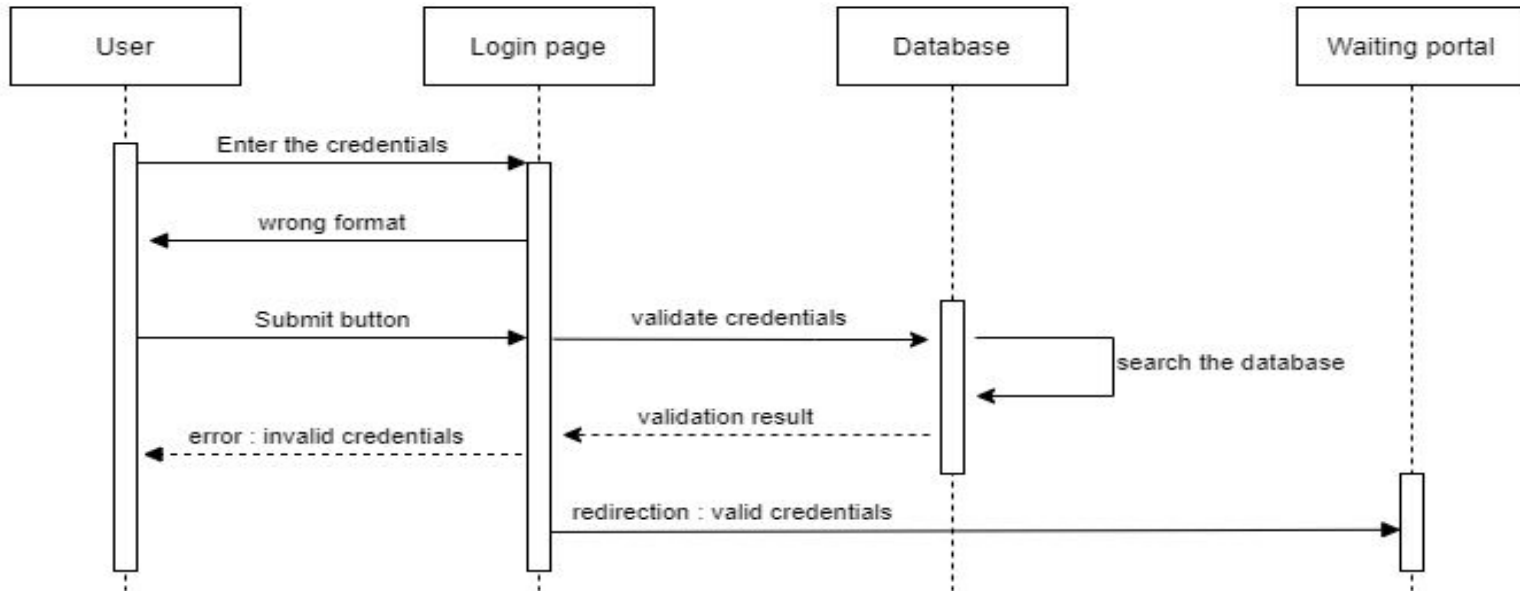 User
Login page
Database
Waiting portal
Enter the credentials
wrong format
Submit button
validate credentials
search the database
validation result
error : invalid credentials
redirection : valid credentials